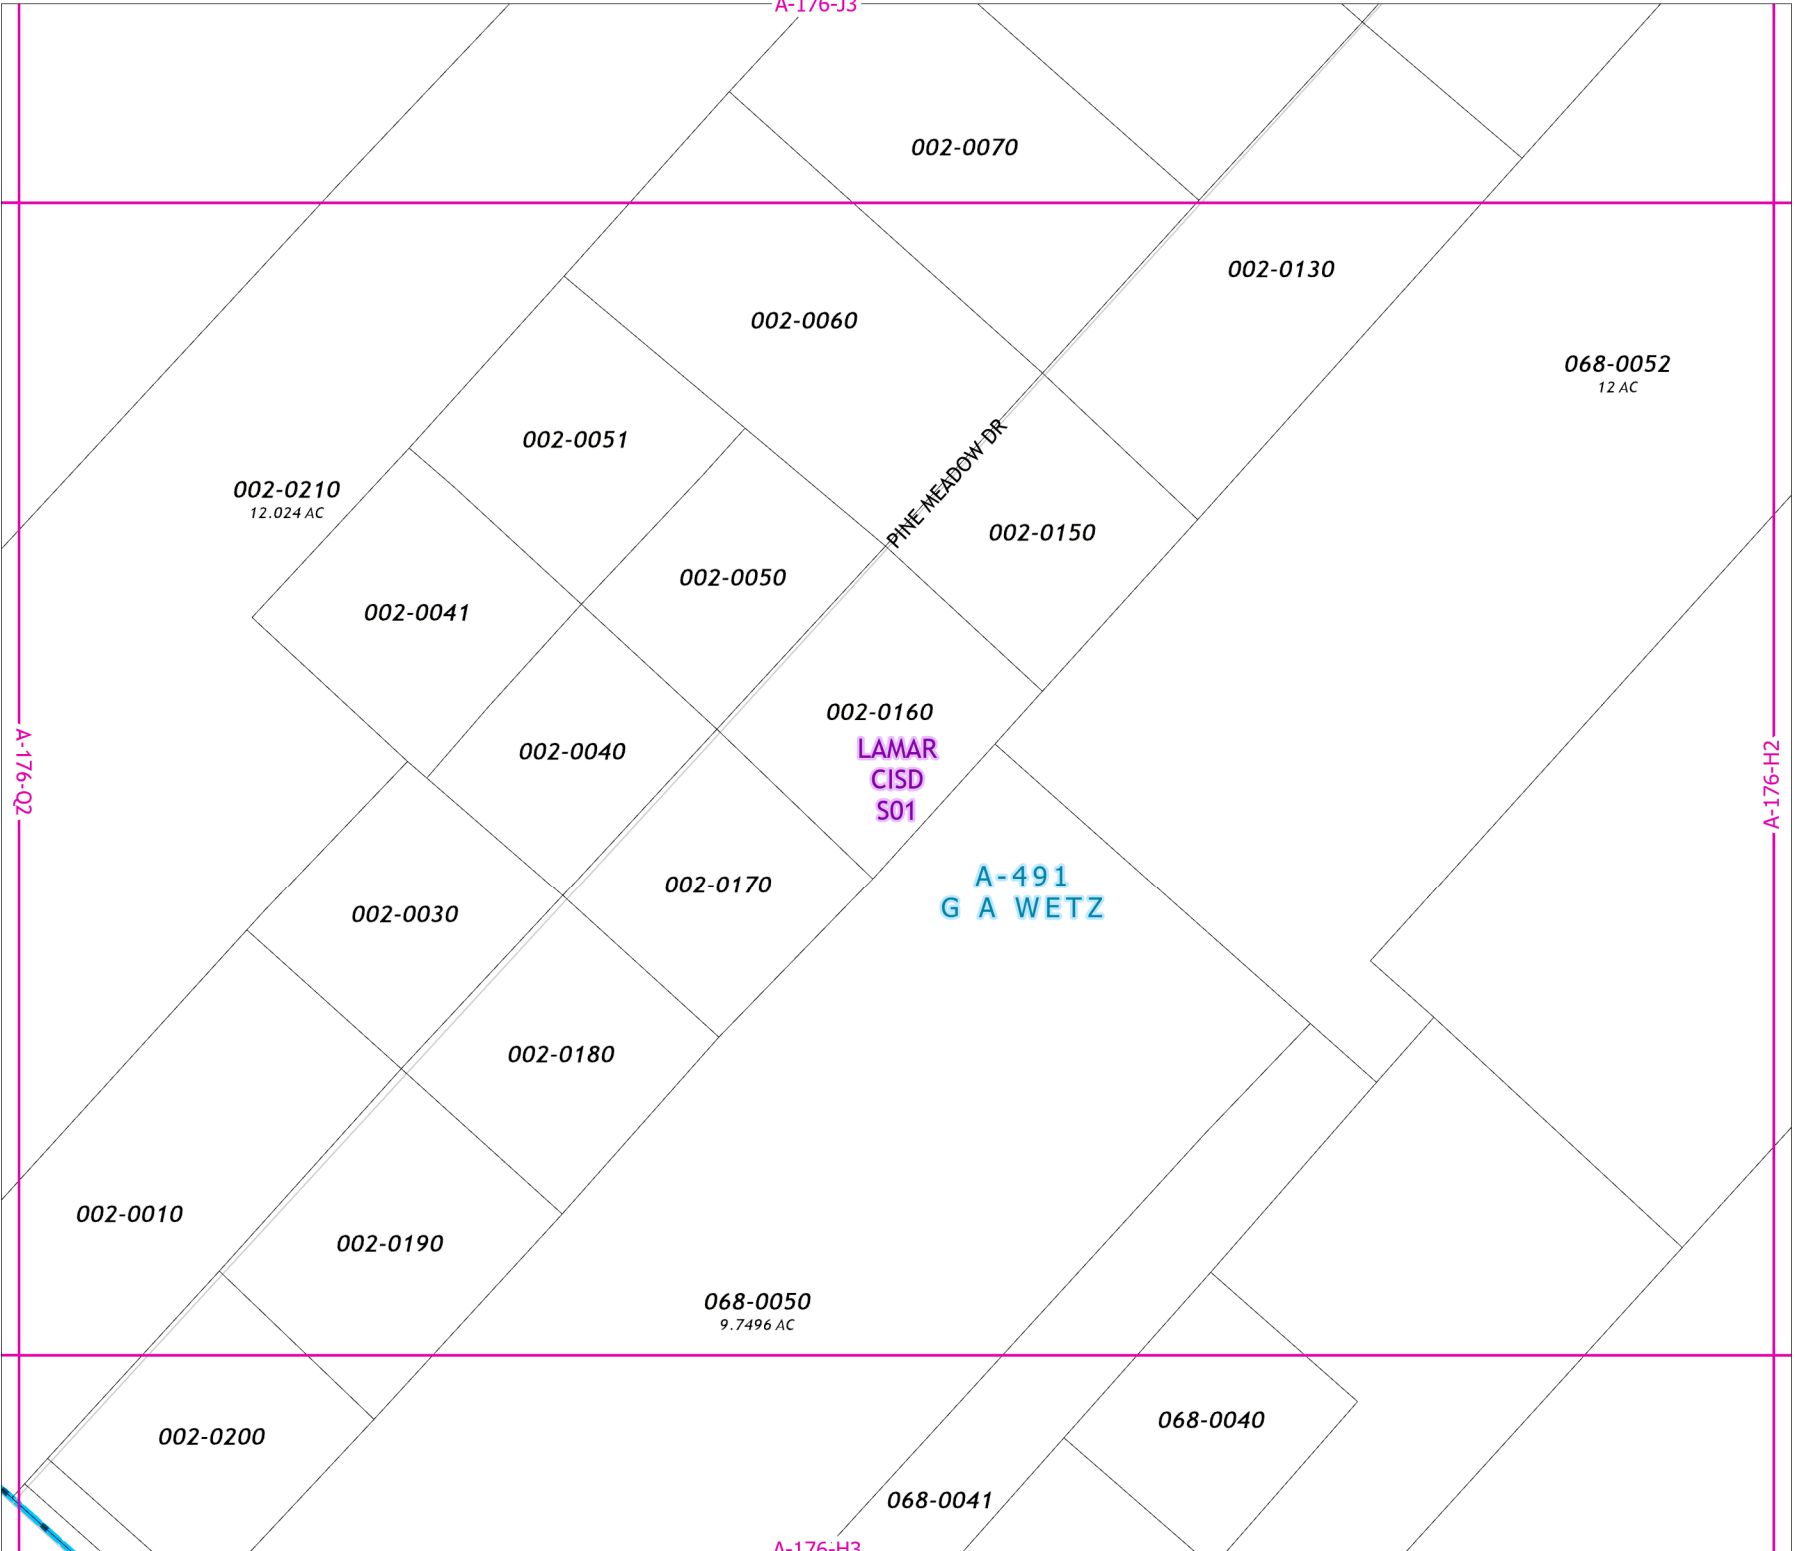 A-176-J3
002-0070
002-0130
002-0060
068-0052
12 AC
002-0051
PINE MEADOW DR
002-0210
12.024 AC
002-0150
002-0050
002-0041
002-0160
LAMAR
CISD
S01
002-0040
A-176-Q2
A-176-H2
002-0170
A-491
G A WETZ
002-0030
002-0180
002-0010
002-0190
068-0050
9.7496 AC
068-0040
002-0200
068-0041
A-176-H3